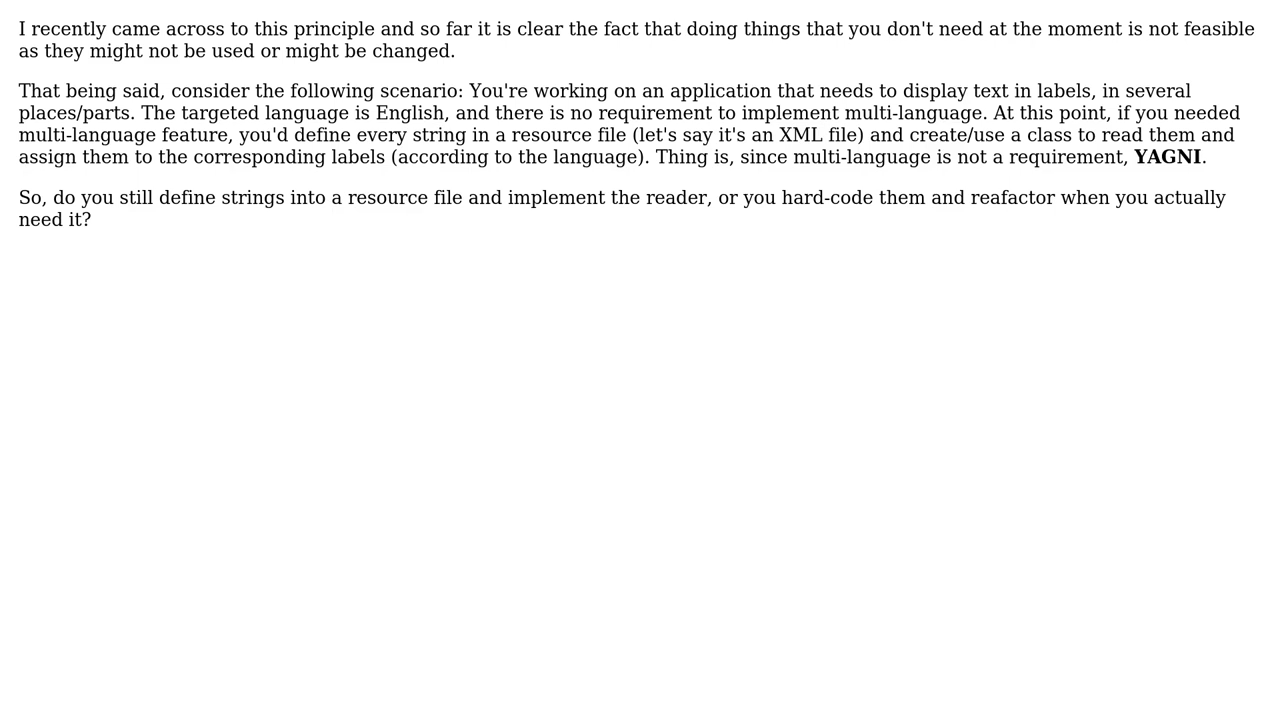 I recently came across to this principle and so far it is clear the fact that doing things that you don't need at the moment is not feasible
as they might not be used or might be changed.
That being said, consider the following scenario: You're working on an application that needs to display text in labels, in several
places/parts. The targeted language is English, and there is no requirement to implement multi-language. At this point, if you needed
multi-language feature, you'd define every string in a resource file (let's say it's an XML file) and create/use a class to read them and
assign them to the corresponding labels (according to the language). Thing is, since multi-language is not a requirement, YAGNI.
So, do you still define strings into a resource file and implement the reader, or you hard-code them and reafactor when you actually
need it?